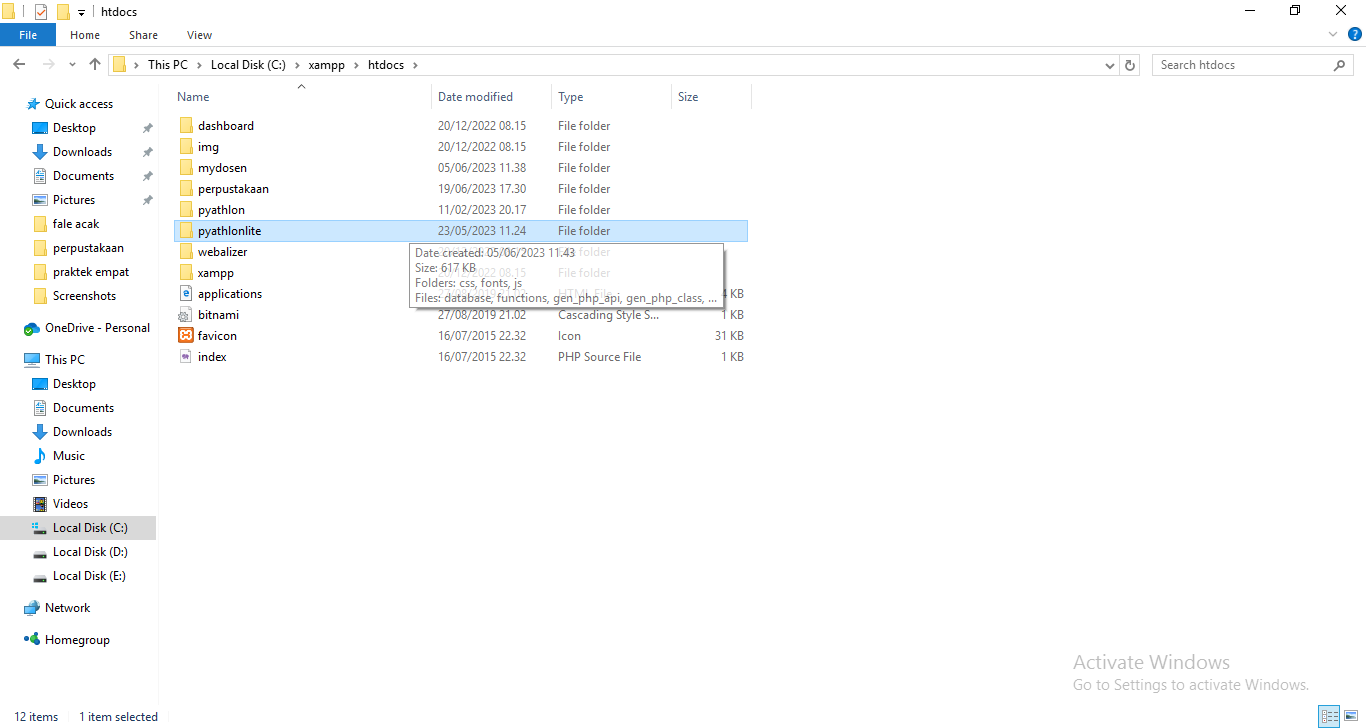 htdocs
File Home Share View
This PC Local Disk (C:) xampp htdocs
Search htdocs
Name Date modified Type Size
Quick access
Desktop
Downloads
Documents
Pictures
fale acak
perpustakaan
praktek empat
Screenshots
OneDrive - Personal
This PC
Desktop
Documents
Downloads
Music
Pictures
Videos
Local Disk (C:)
Local Disk (D:)
Local Disk (E:)
Network
Homegroup
dashboard 20/12/2022 08.15 File folder
img 20/12/2022 08.15 File folder
mydosen 05/06/2023 11.38 File folder
perpustakaan 19/06/2023 17.30 File folder
pyathlon 11/02/2023 20.17 File folder
pyathlonlite 23/05/2023 11.24 File folder
webalizer folder
xampp 08.15 File folder
applications HTML File 4 KB
bitnami 27/08/2019 21.02 Cascading Style S... 1 KB
favicon 16/07/2015 22.32 Icon 31 KB
index 16/07/2015 22.32 PHP Source File 1 KB
Date created: 05/06/2023 11.43
Size: 617 KB
Folders: css, fonts, js
Files: database, functions, gen_php_api, gen_php_class, ...
Activate Windows
Go to Settings to activate Windows.
12 items 1 item selected